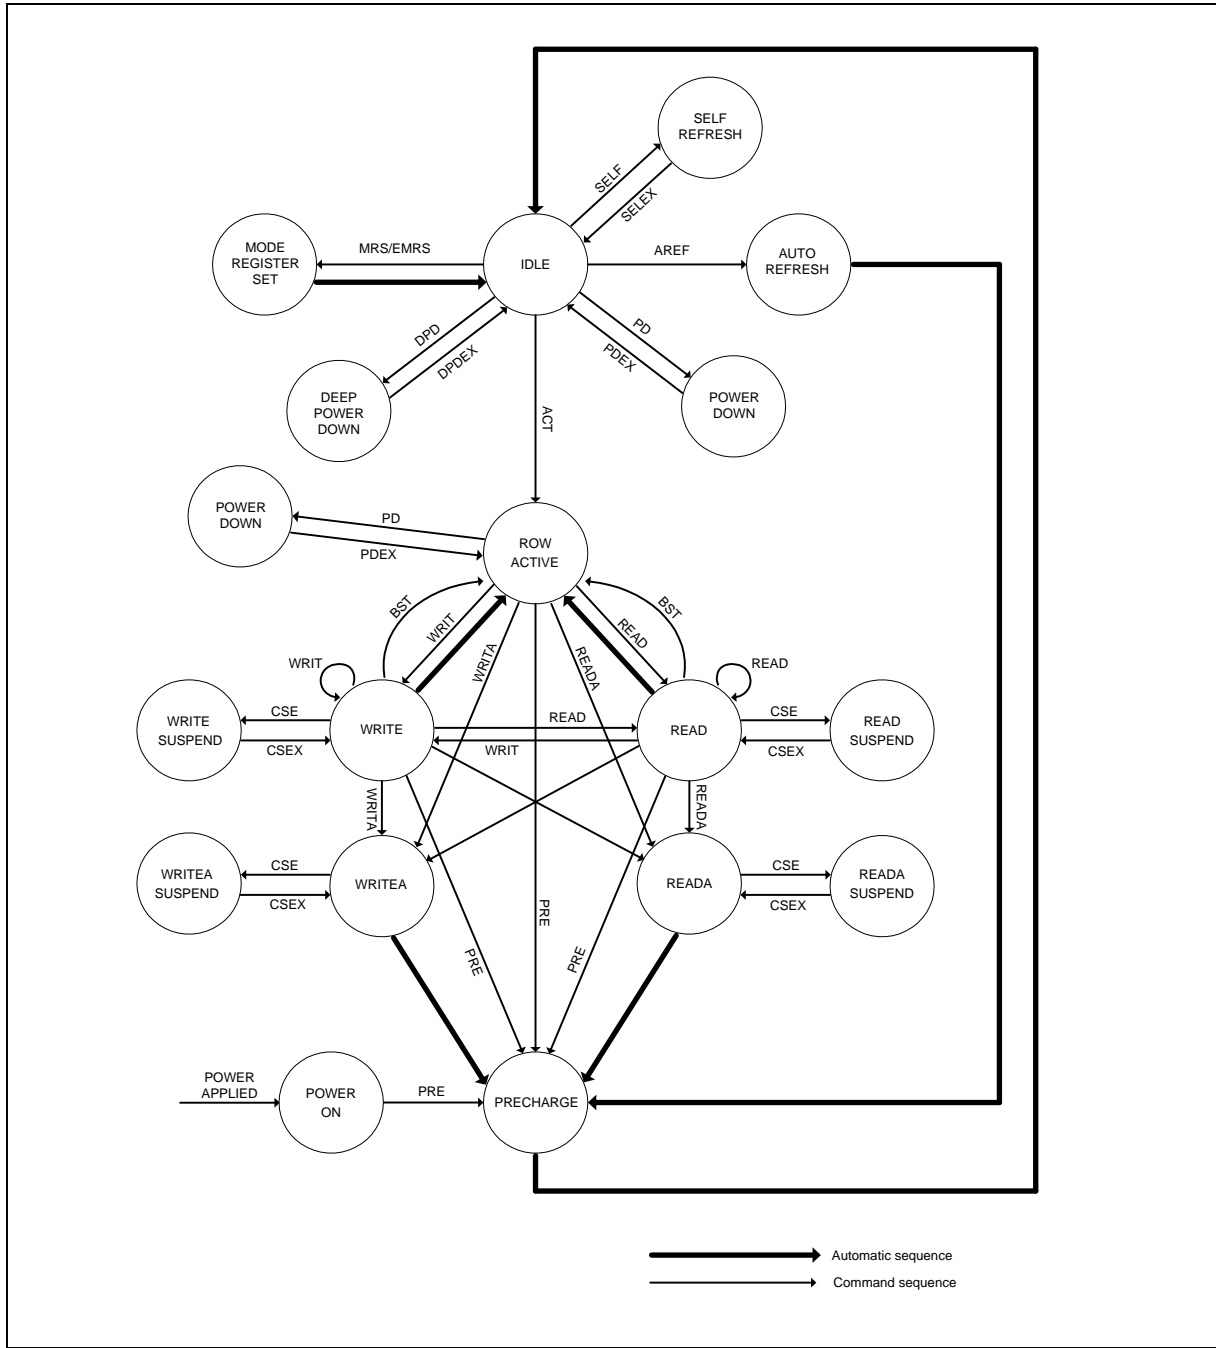 SELF
REFRESH
SELF
SELEX
MODE
REGISTER
SET
MRS/EMRS
IDLE
AREF
AUTO
REFRESH
DPD
DPDEX
PD
PDEX
DEEP
POWER
DOWN
POWER
DOWN
ACT
POWER
DOWN
PD
PDEX
ROW
ACTIVE
BST
WRIT
WRITA
READA
READ
BST
WRIT
READ
WRITE
SUSPEND
CSE
CSEX
WRITE
READ
WRIT
READ
CSE
CSEX
READ
SUSPEND
WRITA
READA
WRITEA
SUSPEND
CSE
CSEX
WRITEA
READA
CSE
CSEX
READA
SUSPEND
PRE
PRE
PRE
POWER
APPLIED
POWER
ON
PRE
PRECHARGE
Automatic sequence
Command sequence